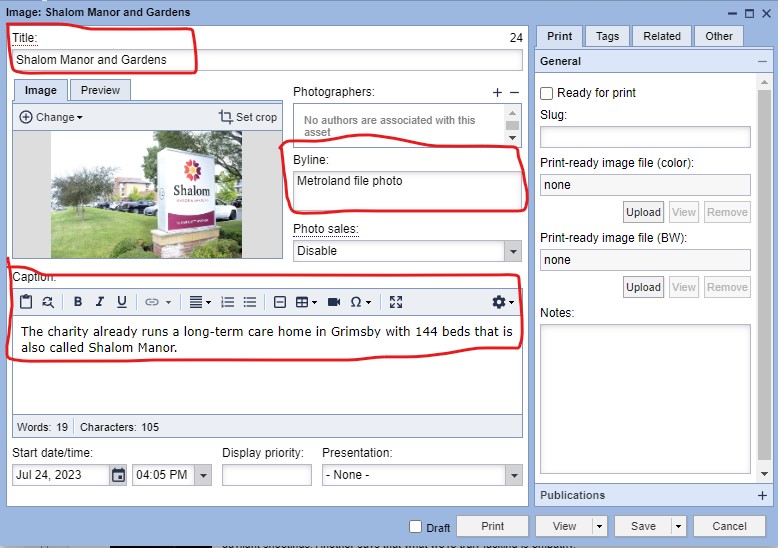 Image: Shalom Manor and Gardens
Title: 24
Shalom Manor and Gardens
Image Preview
Change Set crop
Shalom
Photographers:
No authors are associated with this
asset
Byline:
Metroland file photo
Photo sales:
Disable
Caption:
B I U
The charity already runs a long-term care home in Grimsby with 144 beds that is
also called Shalom Manor.
Words: 19 Characters: 105
Start date/time: Display priority: Presentation:
Jul 24, 2023 04:05 PM - None -
Print Tags Related Other
General
Ready for print
Slug:
Print-ready image file (color):
none
Upload View Remove
Print-ready image file (BW):
none
Upload View Remove
Notes:
Publications
Draft Print View Save Cancel